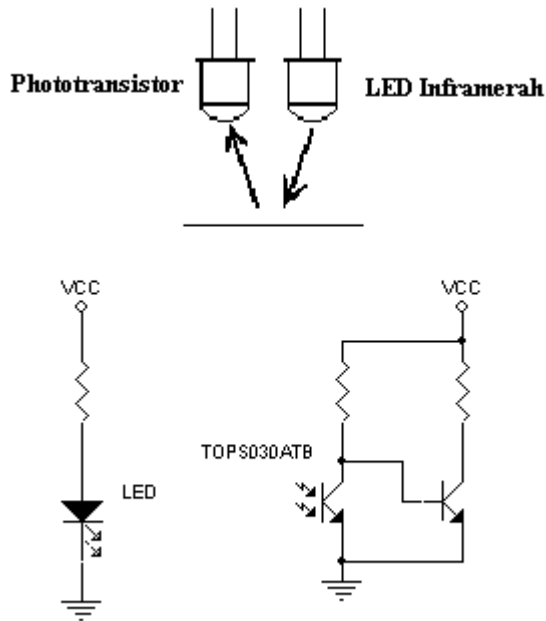 Phototransistor
LED Inframerah
VCC
VCC
TOPS030ATB
LED